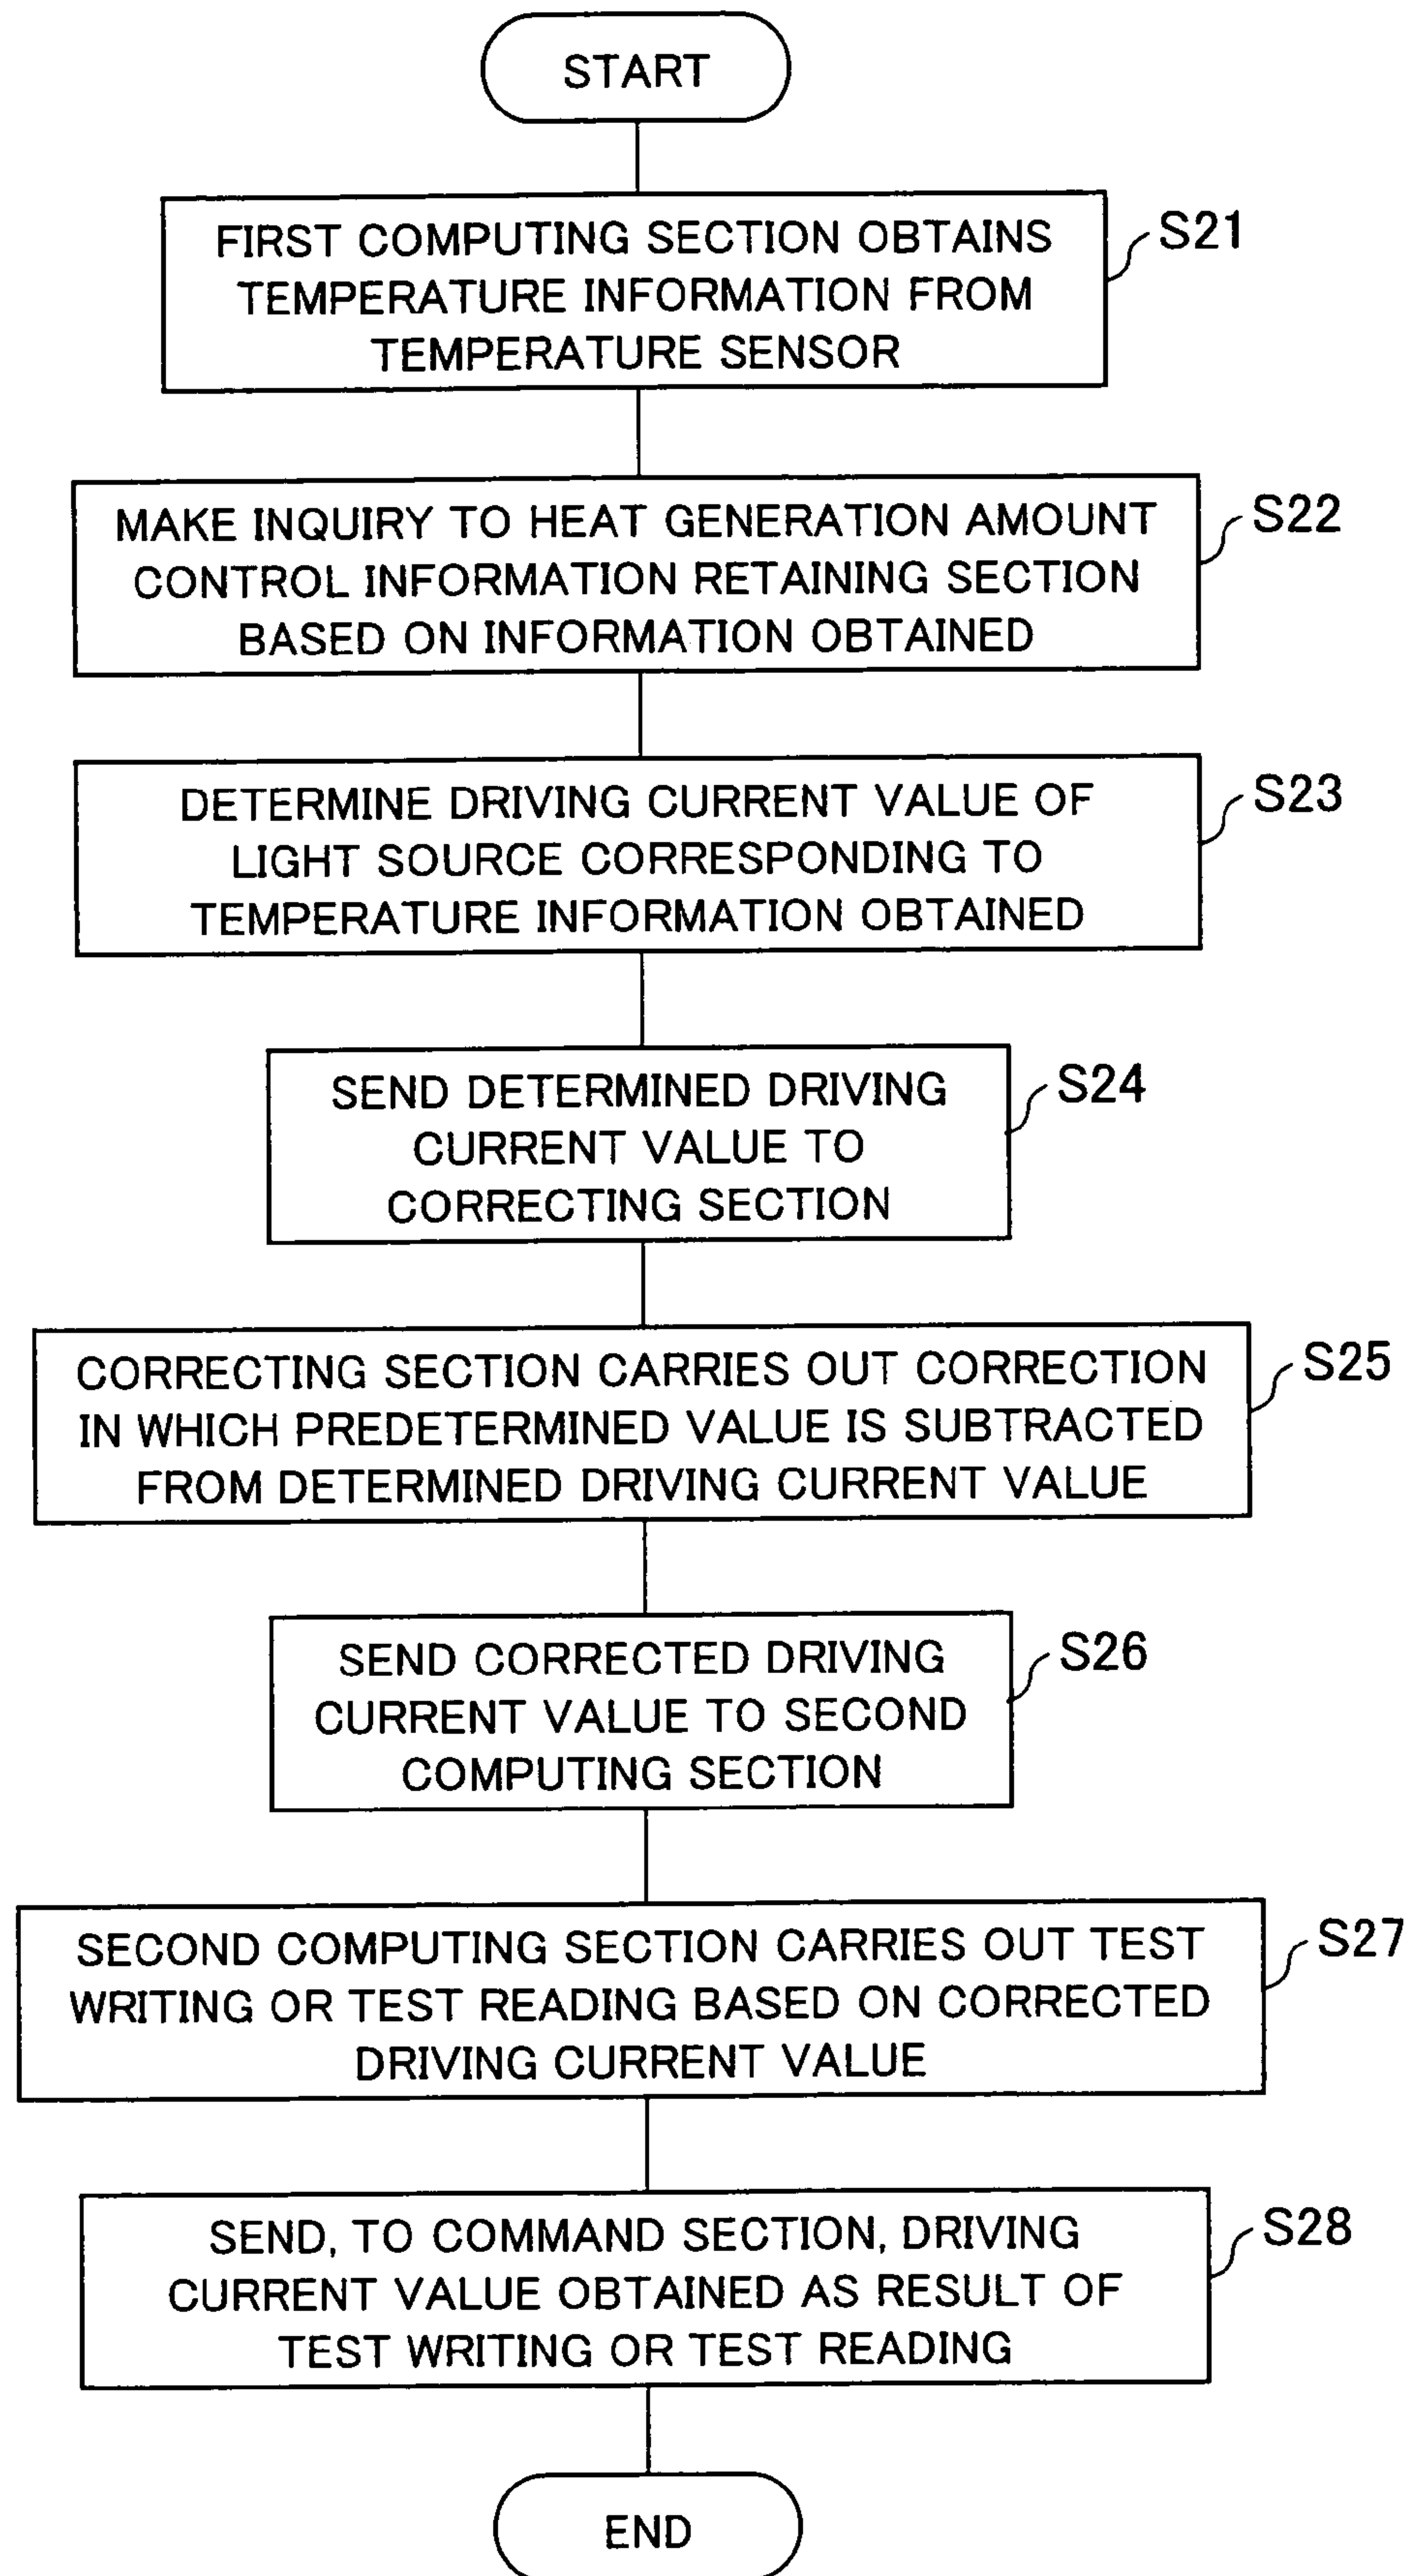 START
FIRST COMPUTING SECTION OBTAINS
TEMPERATURE INFORMATION FROM
TEMPERATURE SENSOR
S21
MAKE INQUIRY TO HEAT GENERATION AMOUNT
CONTROL INFORMATION RETAINING SECTION
BASED ON INFORMATION OBTAINED
S22
DETERMINE DRIVING CURRENT VALUE OF
LIGHT SOURCE CORRESPONDING TO
TEMPERATURE INFORMATION OBTAINED
S23
SEND DETERMINED DRIVING
CURRENT VALUE TO
CORRECTING SECTION
S24
CORRECTING SECTION CARRIES OUT CORRECTION
IN WHICH PREDETERMINED VALUE IS SUBTRACTED
FROM DETERMINED DRIVING CURRENT VALUE
S25
SEND CORRECTED DRIVING
CURRENT VALUE TO SECOND
COMPUTING SECTION
S26
SECOND COMPUTING SECTION CARRIES OUT TEST
WRITING OR TEST READING BASED ON CORRECTED
DRIVING CURRENT VALUE
S27
SEND, TO COMMAND SECTION, DRIVING
CURRENT VALUE OBTAINED AS RESULT OF
TEST WRITING OR TEST READING
S28
END